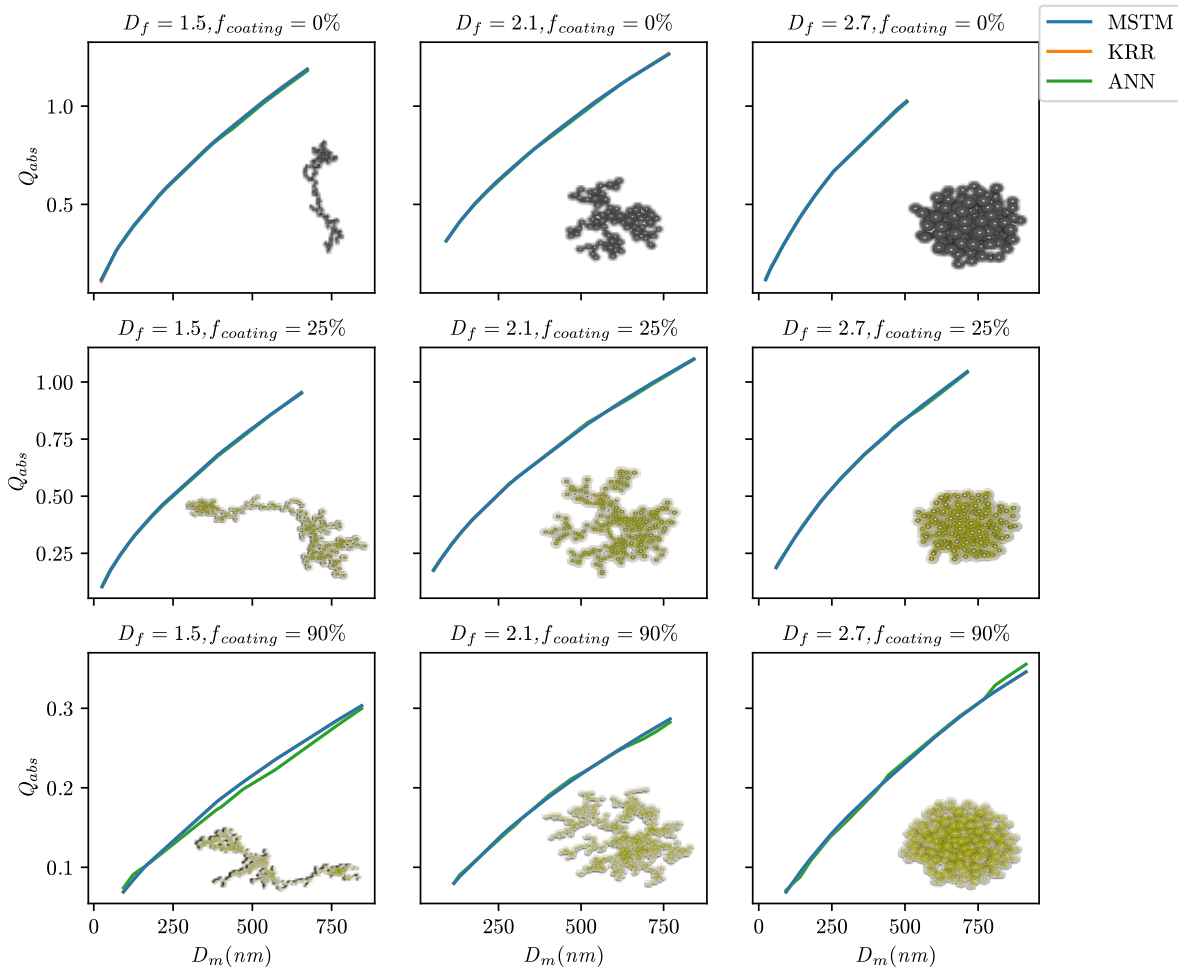 D_f = 1.5, f_coating = 0%
D_f = 2.1, f_coating = 0%
D_f = 2.7, f_coating = 0%
MSTM
KRR
ANN
1.0
0.5
Q_abs
D_f = 1.5, f_coating = 25%
D_f = 2.1, f_coating = 25%
D_f = 2.7, f_coating = 25%
1.00
0.75
0.50
0.25
Q_abs
D_f = 1.5, f_coating = 90%
D_f = 2.1, f_coating = 90%
D_f = 2.7, f_coating = 90%
0.3
0.2
0.1
Q_abs
0 250 500 750
0 250 500 750
0 250 500 750
D_m(nm)
D_m(nm)
D_m(nm)